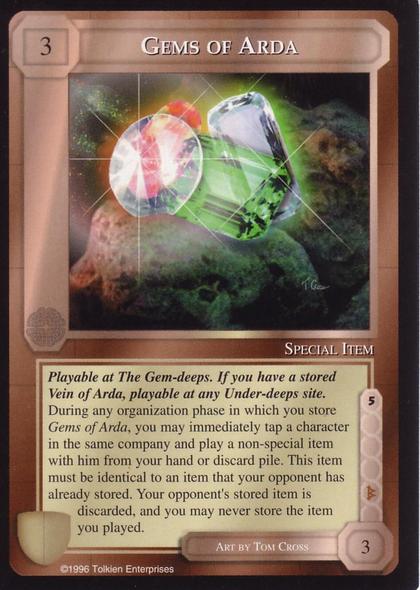 3
GEMS OF ARDA
T Cross
SPECIAL ITEM
Playable at The Gem-deeps. If you have a stored
Vein of Arda, playable at any Under-deeps site.
During any organization phase in which you store
Gems of Arda, you may immediately tap a character
in the same company and play a non-special item
with him from your hand or discard pile. This item
must be identical to an item that your opponent has
already stored. Your opponent's stored item is
discarded, and you may never store the item
you played.
5
ART BY TOM CROSS
3
©1996 Tolkien Enterprises